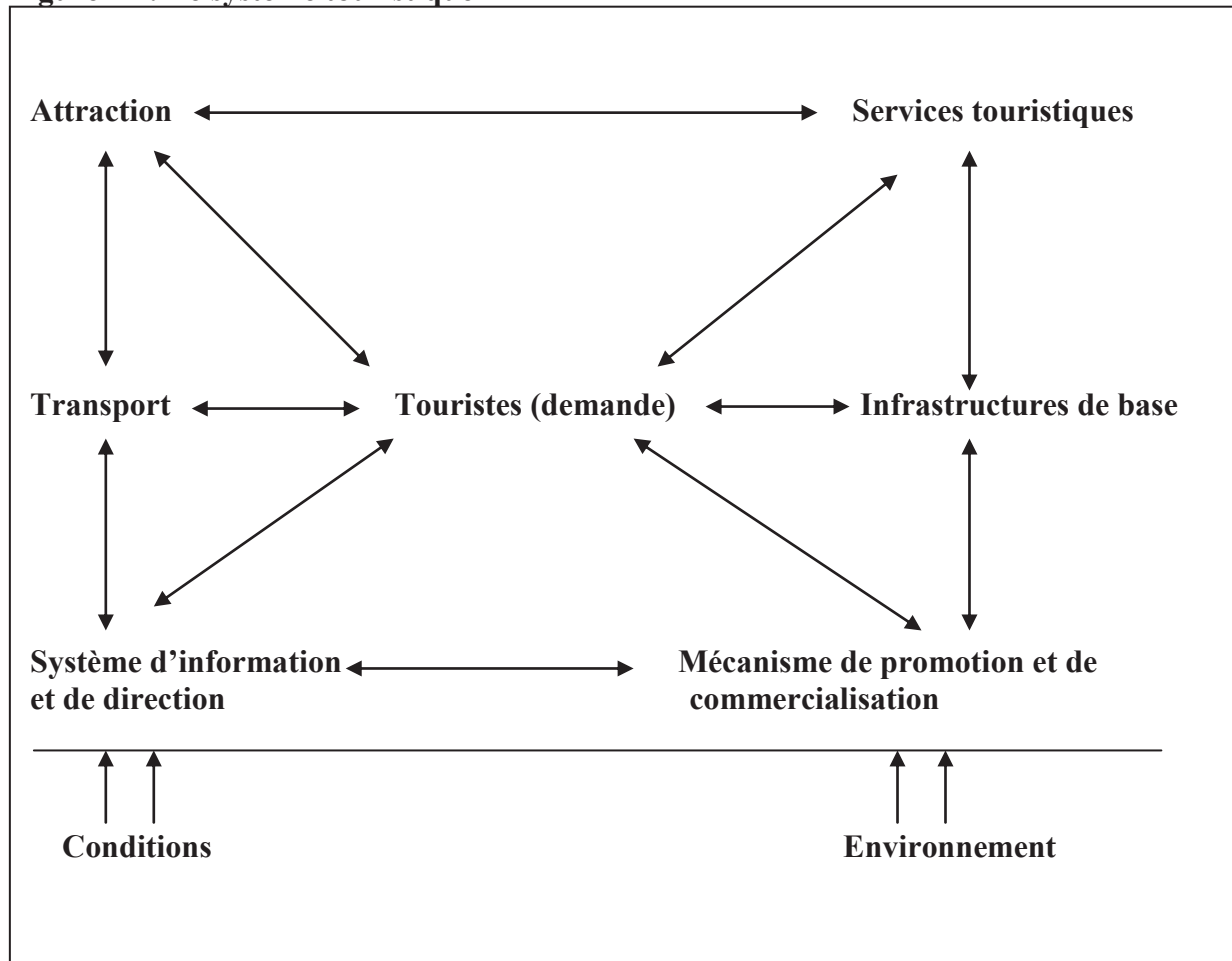 Attraction
Services touristiques
Transport
Touristes (demande)
Infrastructures de base
Système d’information
et de direction
Mécanisme de promotion et de
commercialisation
Conditions
Environnement